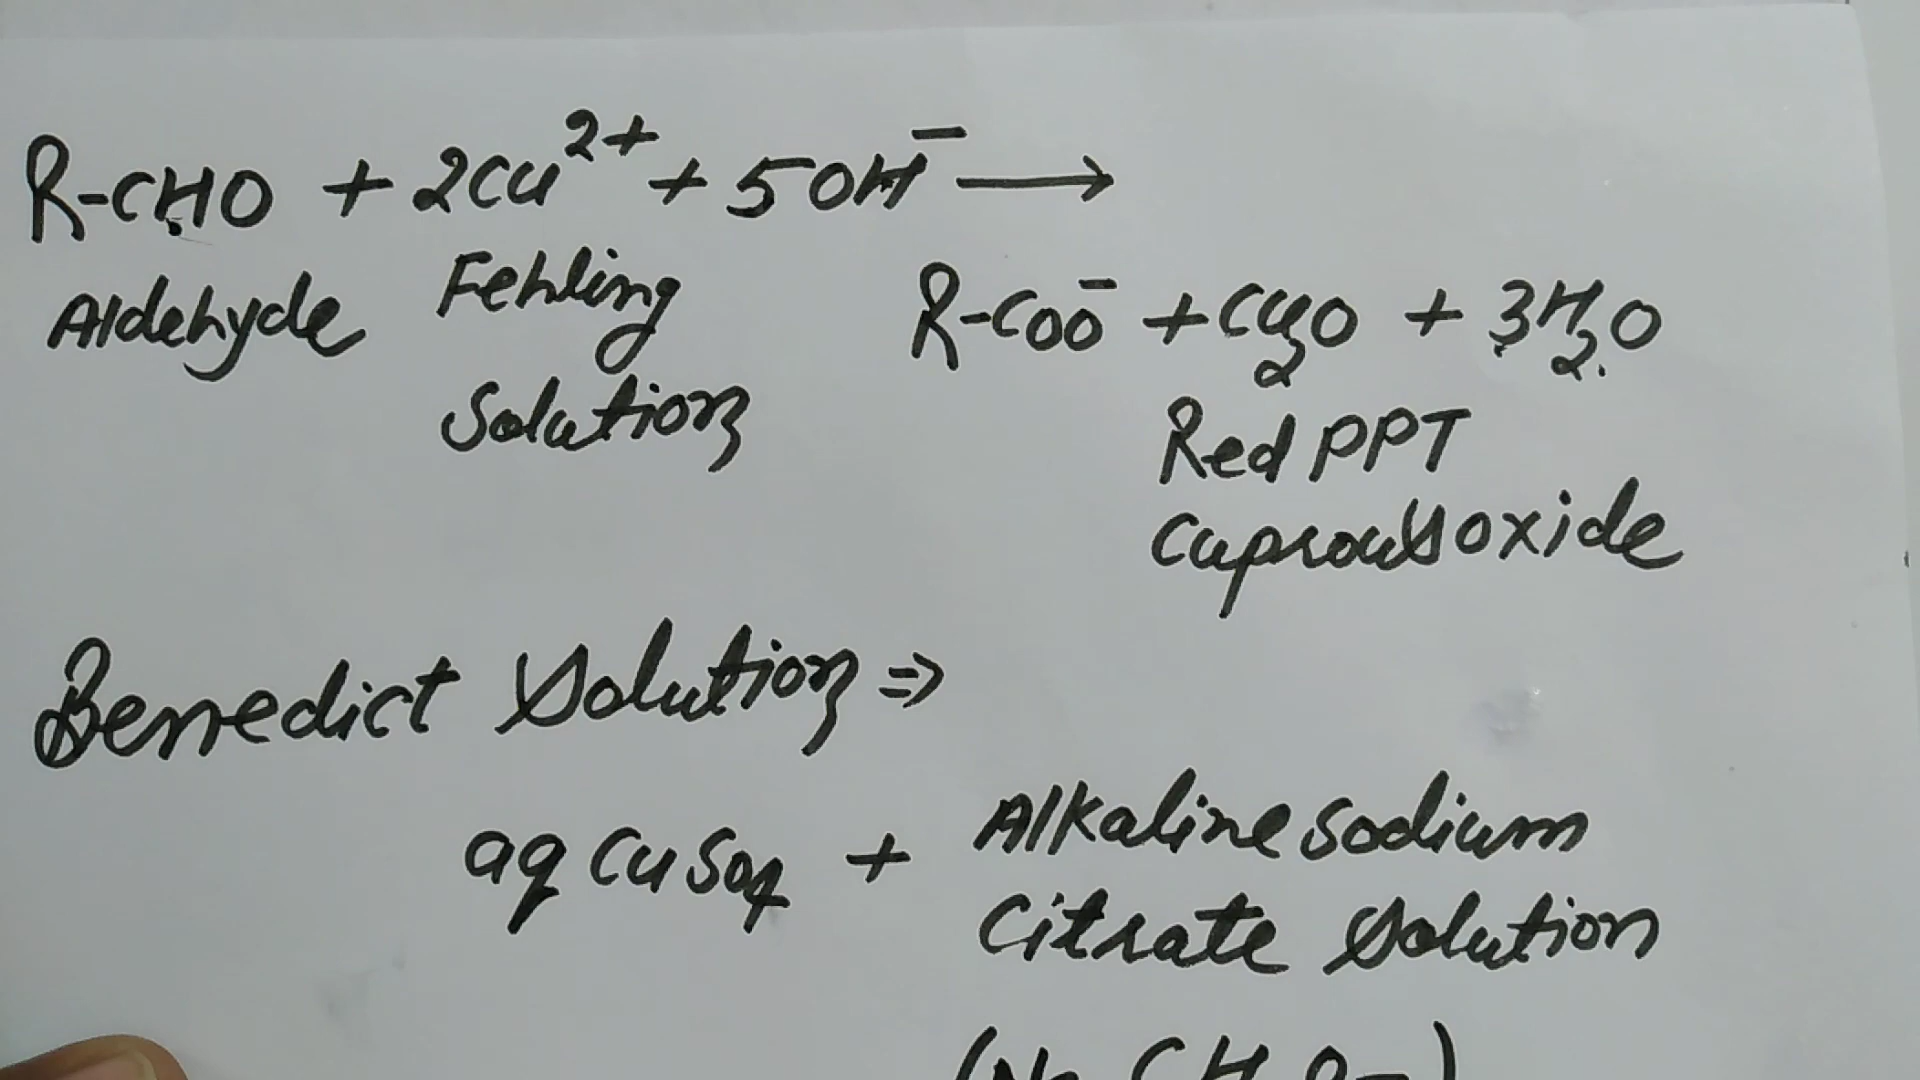 R-CHO + 2Cu²⁺ + 5OH⁻ →
Aldehyde Fehling
Solution
R-COO⁻ + Cu₂O + 3H₂O
Red PPT
Cuprous oxide
Benedict Solution ⇒
aq CuSO₄ + Alkaline sodium
Citrate Solution